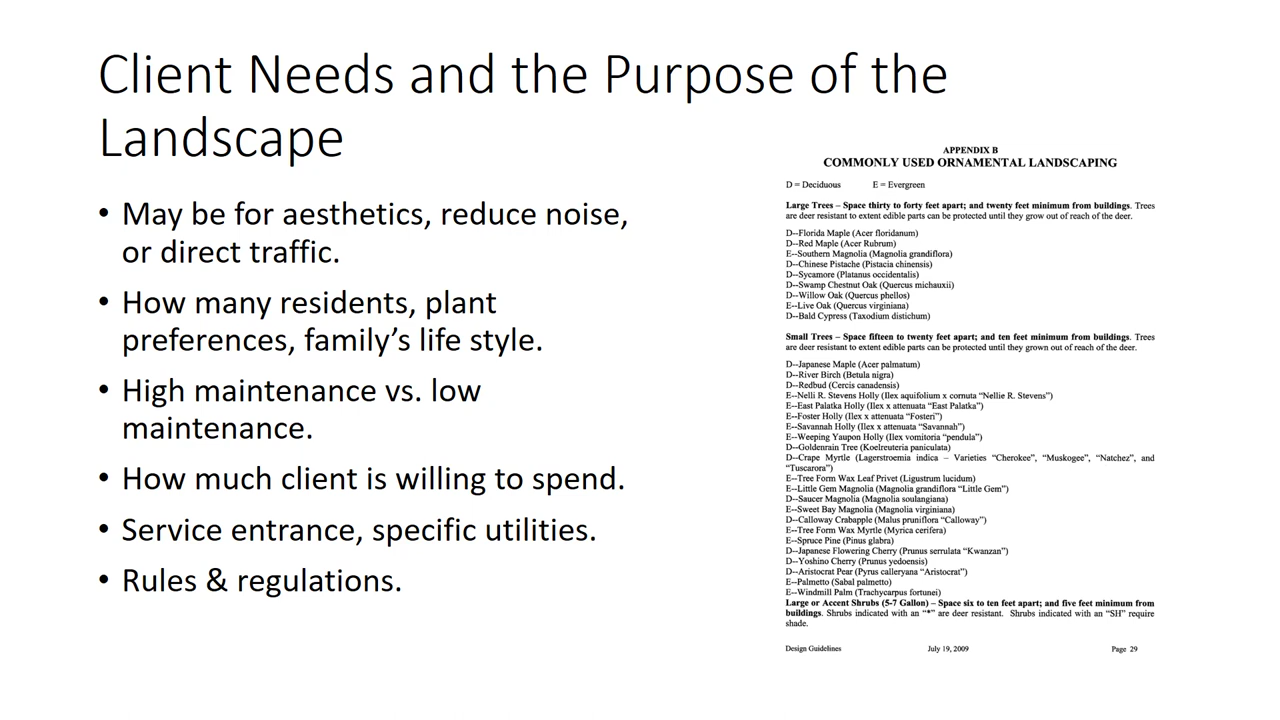 Client Needs and the Purpose of the
Landscape
• May be for aesthetics, reduce noise,
or direct traffic.
• How many residents, plant
preferences, family’s life style.
• High maintenance vs. low
maintenance.
• How much client is willing to spend.
• Service entrance, specific utilities.
• Rules & regulations.
APPENDIX B
COMMONLY USED ORNAMENTAL LANDSCAPING
D = Deciduous E = Evergreen
Large Trees – Space thirty to forty feet apart; and twenty feet minimum from buildings. Trees
are deer resistant to extent edible parts can be protected until they grow out of reach of the deer.
D--Florida Maple (Acer floridanum)
D--Red Maple (Acer Rubrum)
E--Southern Magnolia (Magnolia grandiflora)
D--Chinese Pistache (Pistacia chinensis)
D--Sycamore (Platanus occidentalis)
D--Swamp Chestnut Oak (Quercus michauxii)
D--Willow Oak (Quercus phellos)
E--Live Oak (Quercus virginiana)
D--Bald Cypress (Taxodium distichum)
Small Trees – Space fifteen to twenty feet apart; and ten feet minimum from buildings. Trees
are deer resistant to extent edible parts can be protected until they grown out of reach of the deer.
D--Japanese Maple (Acer palmatum)
D--River Birch (Betula nigra)
D--Redbud (Cercis canadensis)
E--Nelli R. Stevens Holly (Ilex aquifolium x cornuta “Nellie R. Stevens”)
E--East Palatka Holly (Ilex x attenuata “East Palatka”)
E--Foster Holly (Ilex x attenuata “Fosteri”)
E--Savannah Holly (Ilex x attenuata “Savannah”)
E--Weeping Yaupon Holly (Ilex vomitoria “pendula”)
D--Goldenrain Tree (Koelreuteria paniculata)
D--Crape Myrtle (Lagerstroemia indica – Varieties “Cherokee”, “Muskogee”, “Natchez”, and
“Tuscarora”)
E--Tree Form Wax Leaf Privet (Ligustrum lucidum)
E--Little Gem Magnolia (Magnolia grandiflora “Little Gem”)
D--Saucer Magnolia (Magnolia soulangiana)
E--Sweet Bay Magnolia (Magnolia virginiana)
D--Calloway Crabapple (Malus pruniflora “Calloway”)
E--Tree Form Wax Myrtle (Myrica cerifera)
E--Spruce Pine (Pinus glabra)
D--Japanese Flowering Cherry (Prunus serrulata “Kwanzan”)
D--Yoshino Cherry (Prunus yedoensis)
D--Aristocrat Pear (Pyrus calleryana “Aristocrat”)
E--Palmetto (Sabal palmetto)
E--Windmill Palm (Trachycarpus fortunei)
Large or Accent Shrubs (5-7 Gallon) – Space six to ten feet apart; and five feet minimum from
buildings. Shrubs indicated with an “*” are deer resistant. Shrubs indicated with an “SH” require
shade.
Design Guidelines July 19, 2009 Page 29